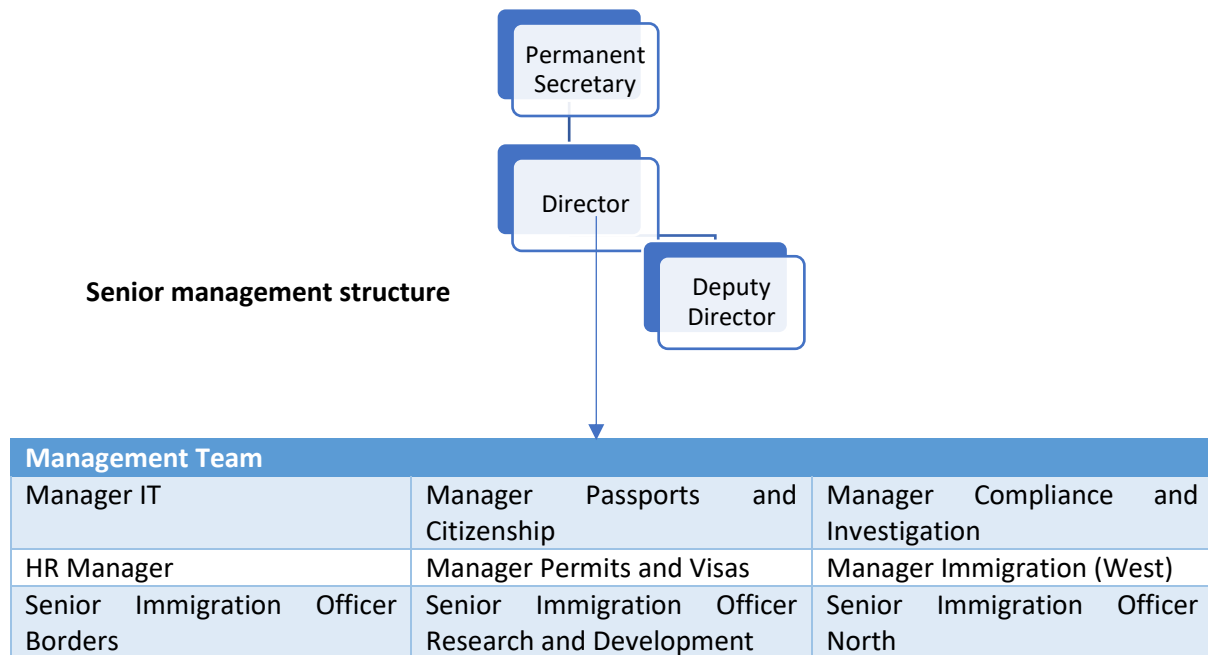 Permanent
Secretary
Director
Deputy
Director
Senior management structure
Management Team
Manager IT
Manager Passports and
Citizenship
Manager Compliance and
Investigation
HR Manager
Manager Permits and Visas
Manager Immigration (West)
Senior Immigration Officer
Borders
Senior Immigration Officer
Research and Development
Senior Immigration Officer
North